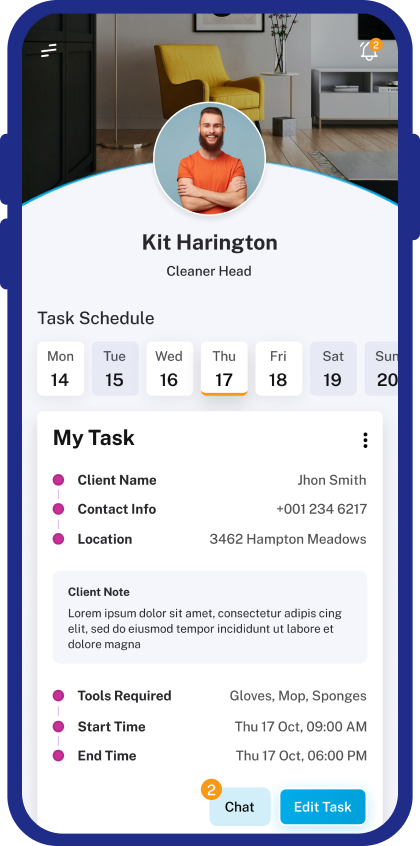 2
Kit Harington
Cleaner Head
Task Schedule
Mon Tue Wed Thu Fri Sat Sun
14 15 16 17 18 19 20
My Task
Client Name Jhon Smith
Contact Info +001 234 6217
Location 3462 Hampton Meadows
Client Note
Lorem ipsum dolor sit amet, consectetur adipis cing
elit, sed do eiusmod tempor incididunt ut labore et
dolore magna
Tools Required Gloves, Mop, Sponges
Start Time Thu 17 Oct, 09:00 AM
End Time Thu 17 Oct, 06:00 PM
2
Chat Edit Task